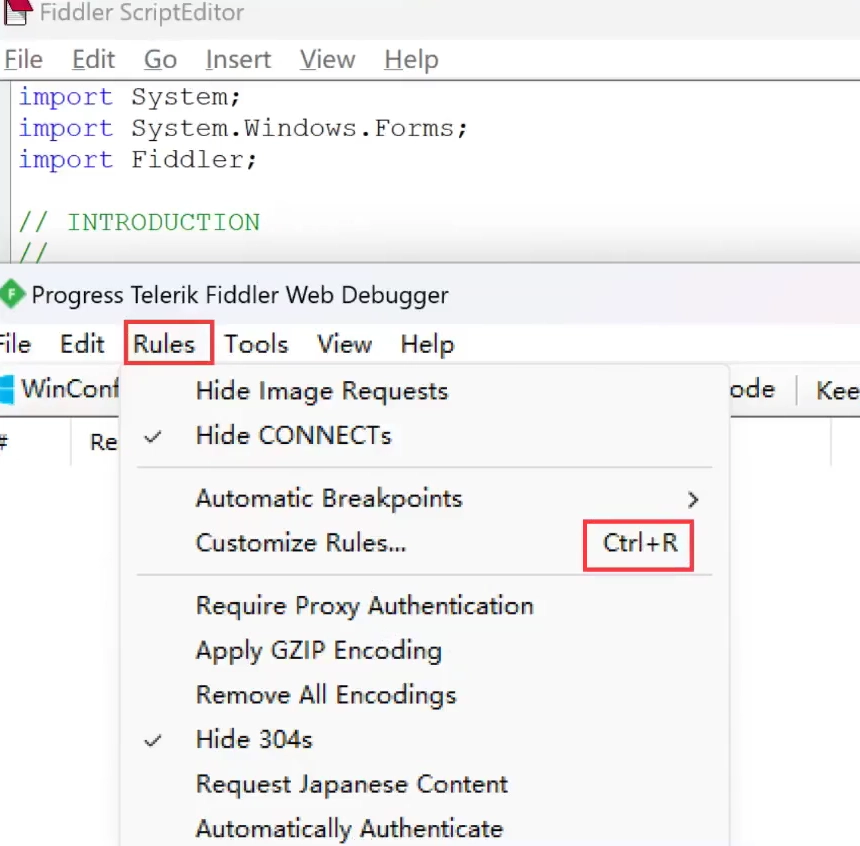 Fiddler ScriptEditor
File Edit Go Insert View Help
import System;
import System.Windows.Forms;
import Fiddler;
// INTRODUCTION
//
Progress Telerik Fiddler Web Debugger
File Edit Rules Tools View Help
WinConf ode Kee
# Re
Hide Image Requests
Hide CONNECTs
Automatic Breakpoints
Customize Rules... Ctrl+R
Require Proxy Authentication
Apply GZIP Encoding
Remove All Encodings
Hide 304s
Request Japanese Content
Automatically Authenticate